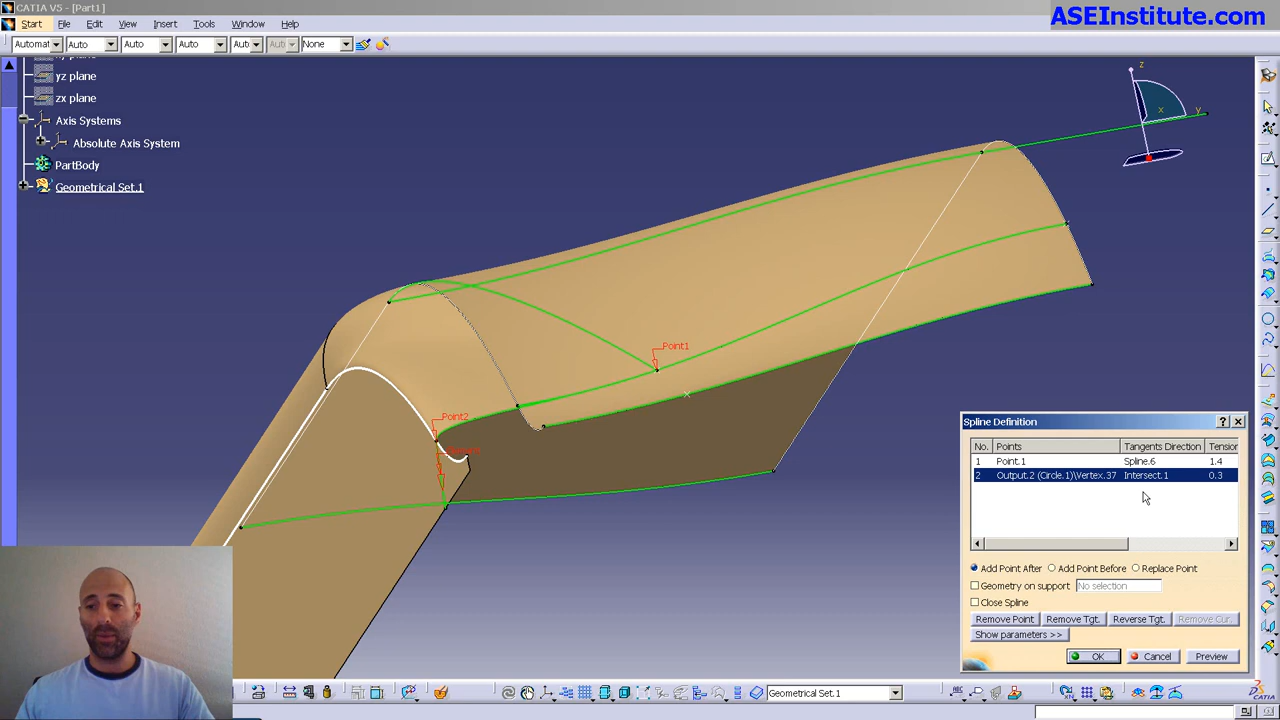 CATIA V5 - [Part1]
ASEInstitute.com
Start File Edit View Insert Tools Window Help
Automat Auto Auto Auto Aut Aut None
yz plane
zx plane
Axis Systems
Absolute Axis System
PartBody
Geometrical Set.1
z
x
y
Point1
Point2
Spline Definition
No. Points Tangents Direction Tension
1 Point.1 Spline.6 1.4
2 Output.2 (Circle.1)\Vertex.37 Intersect.1 0.3
Add Point After Add Point Before Replace Point
Geometry on support No selection
Close Spline
Remove Point Remove Tgt. Reverse Tgt. Remove Cur.
Show parameters >>
OK Cancel Preview
Geometrical Set.1
CATIA